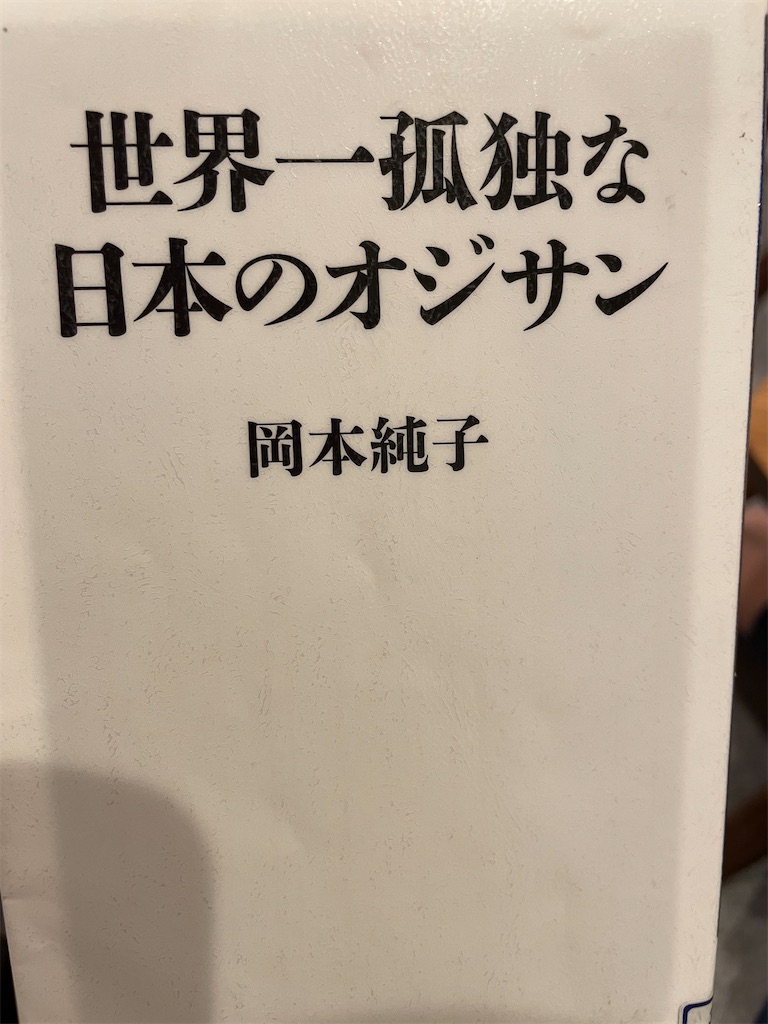 世界一孤独な
日本のオジサン
岡本純子